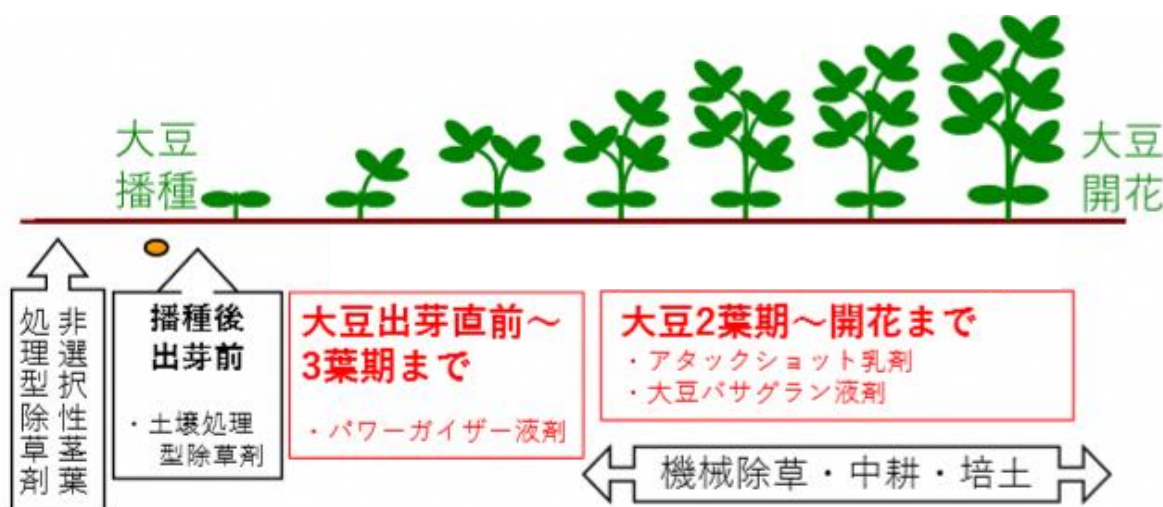 大豆
播種
大豆
開花
非選択性茎葉
処理型除草剤
播種後
出芽前
・土壌処理
型除草剤
大豆出芽直前～
3葉期まで
・パワーガイザー液剤
大豆2葉期～開花まで
・アタックショット乳剤
・大豆バサグラン液剤
機械除草・中耕・培土